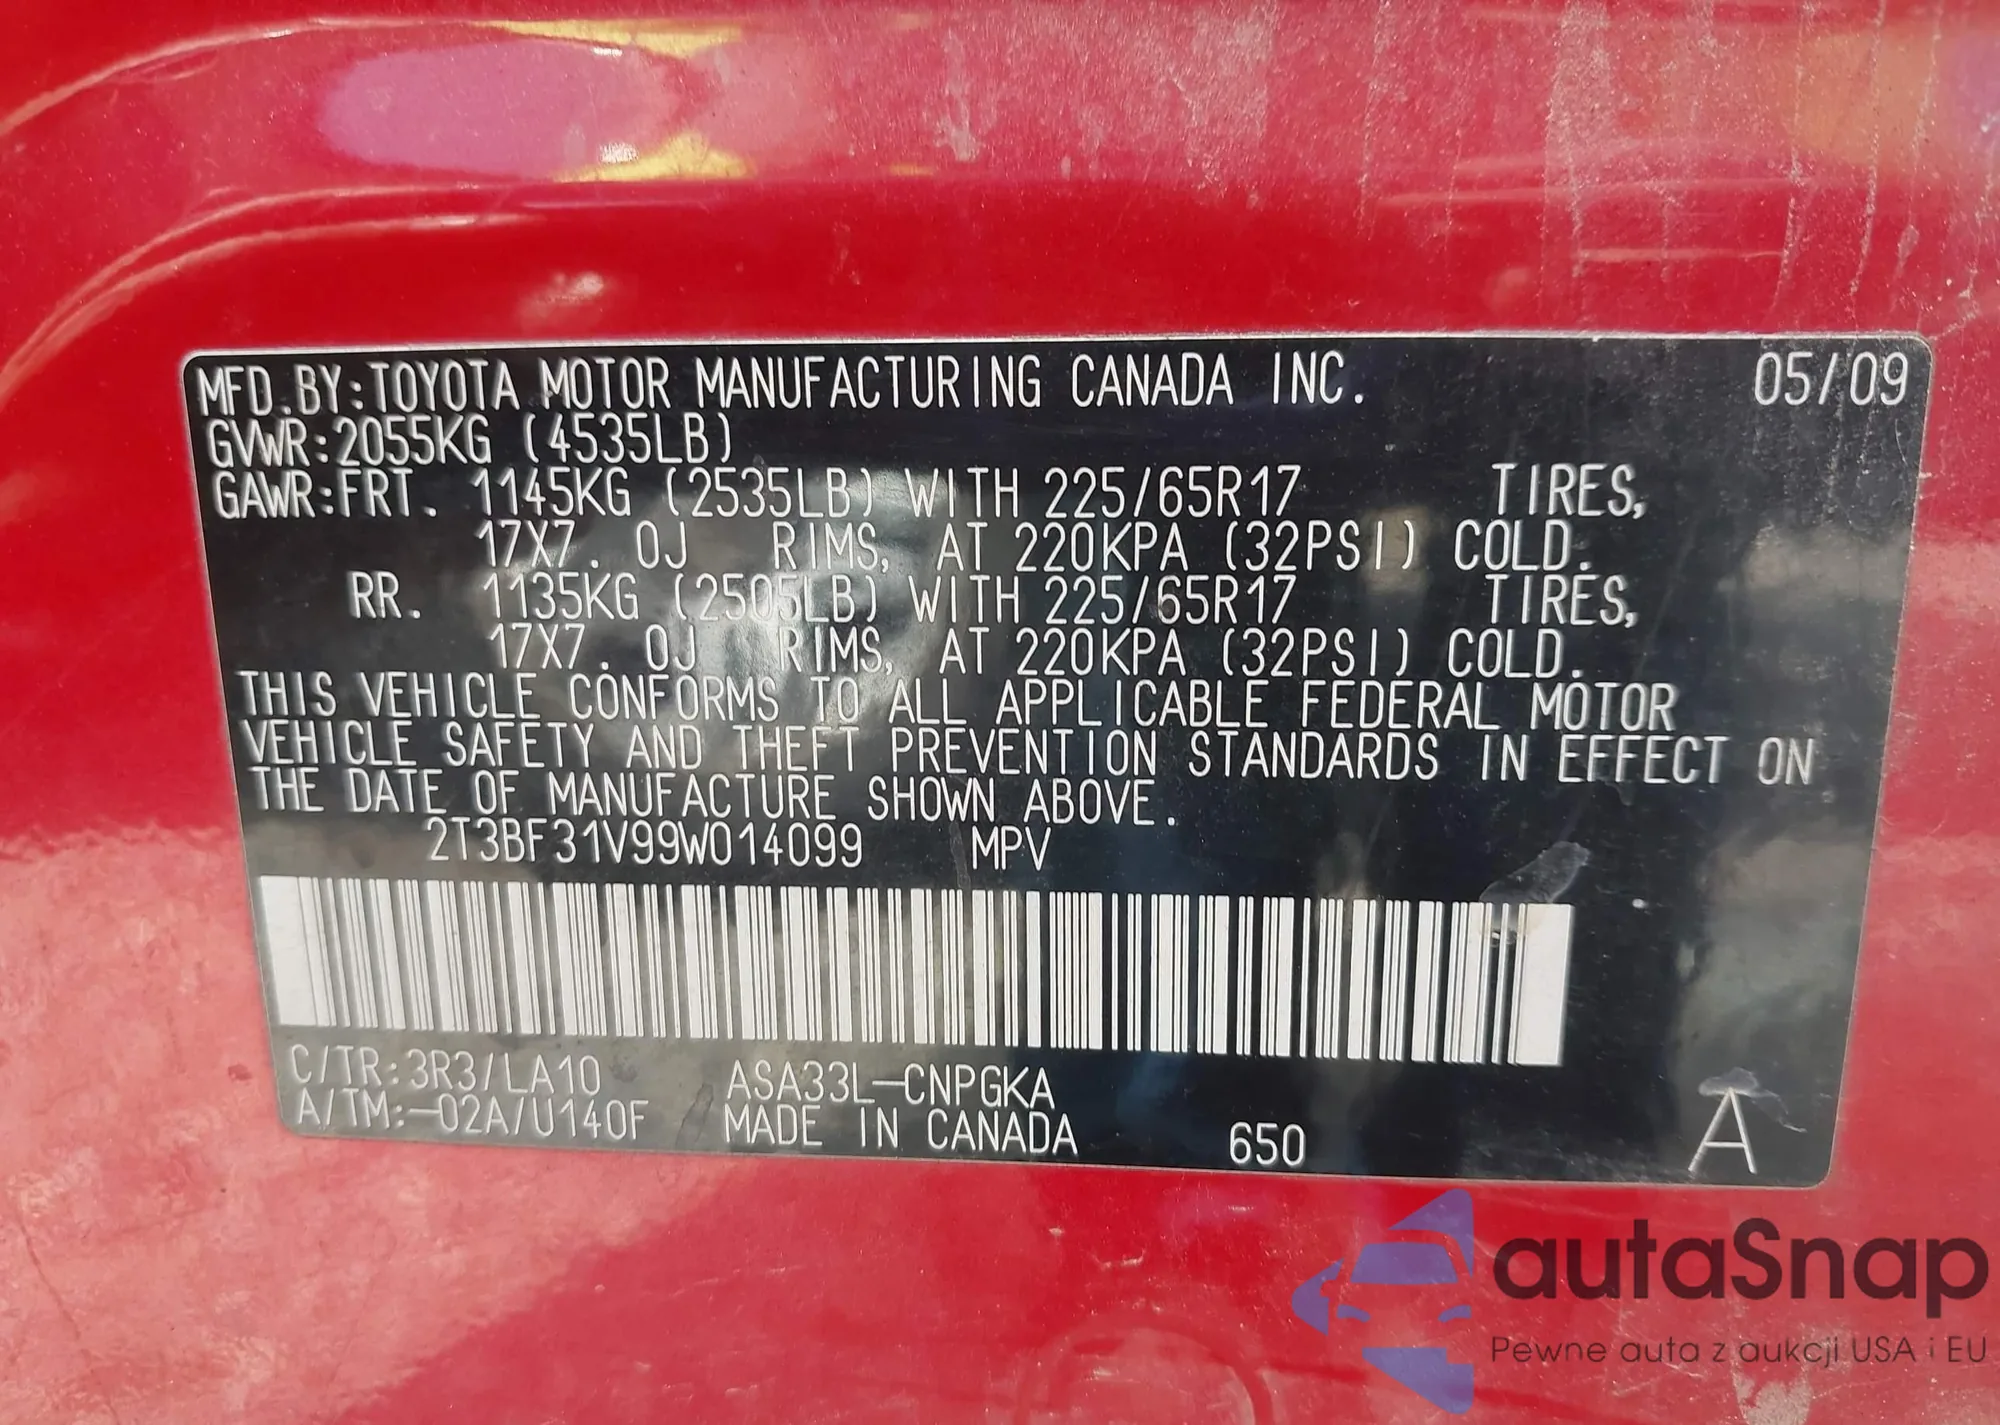 MFD.BY:TOYOTA MOTOR MANUFACTURING CANADA INC. 05/09
GVWR:2055KG (4535LB)
GAWR:FRT. 1145KG (2535LB) WITH 225/65R17 TIRES,
17X7.0J RIMS, AT 220KPA (32PSI) COLD.
RR. 1135KG (2505LB) WITH 225/65R17 TIRES,
17X7.0J RIMS, AT 220KPA (32PSI) COLD.
THIS VEHICLE CONFORMS TO ALL APPLICABLE FEDERAL MOTOR
VEHICLE SAFETY AND THEFT PREVENTION STANDARDS IN EFFECT ON
THE DATE OF MANUFACTURE SHOWN ABOVE.
2T3BF31V99W014099 MPV
C/TR:3R3/LA10 ASA33L-CNPGKA
A/TM:-02A/U140F MADE IN CANADA 650 A
autaSnap
Pewne auta z aukcji USA i EU